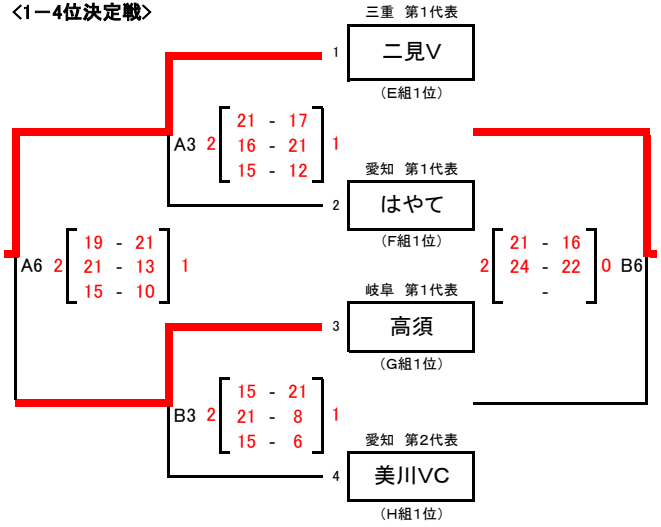 <1－4位決定戦>
三重 第1代表
1 二見V
(E組1位)
A3 2 21 - 17 1
16 - 21
15 - 12
愛知 第1代表
2 はやて
(F組1位)
A6 2 19 - 21 1
21 - 13
15 - 10
2 21 - 16 0 B6
24 - 22
-
岐阜 第1代表
3 高須
(G組1位)
B3 2 15 - 21 1
21 - 8
15 - 6
愛知 第2代表
4 美川VC
(H組1位)